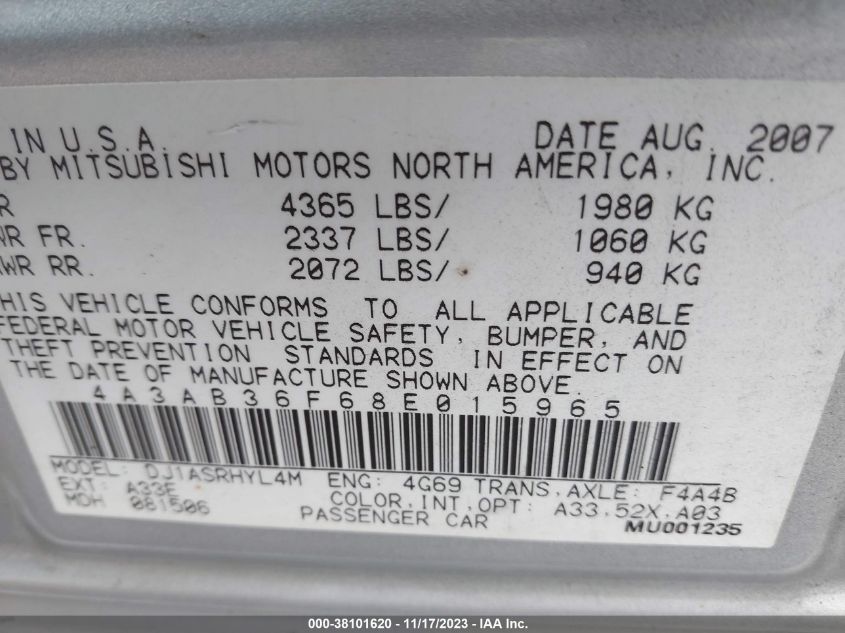 IN U.S.A. DATE AUG. 2007
BY MITSUBISHI MOTORS NORTH AMERICA, INC.
R 4365 LBS/ 1980 KG
WR FR. 2337 LBS/ 1060 KG
WR RR. 2072 LBS/ 940 KG
HIS VEHICLE CONFORMS TO ALL APPLICABLE
FEDERAL MOTOR VEHICLE SAFETY, BUMPER, AND
THEFT PREVENTION STANDARDS IN EFFECT ON
THE DATE OF MANUFACTURE SHOWN ABOVE.
4A3AB36F68E015965
MODEL: DJ1ASRHYL4M ENG: 4G69 TRANS,AXLE: F4A4B
EXT: A33E COLOR,INT,OPT: A33.52X.A03
MDH 081506 PASSENGER CAR MU001235
000-38101620 - 11/17/2023 - IAA Inc.